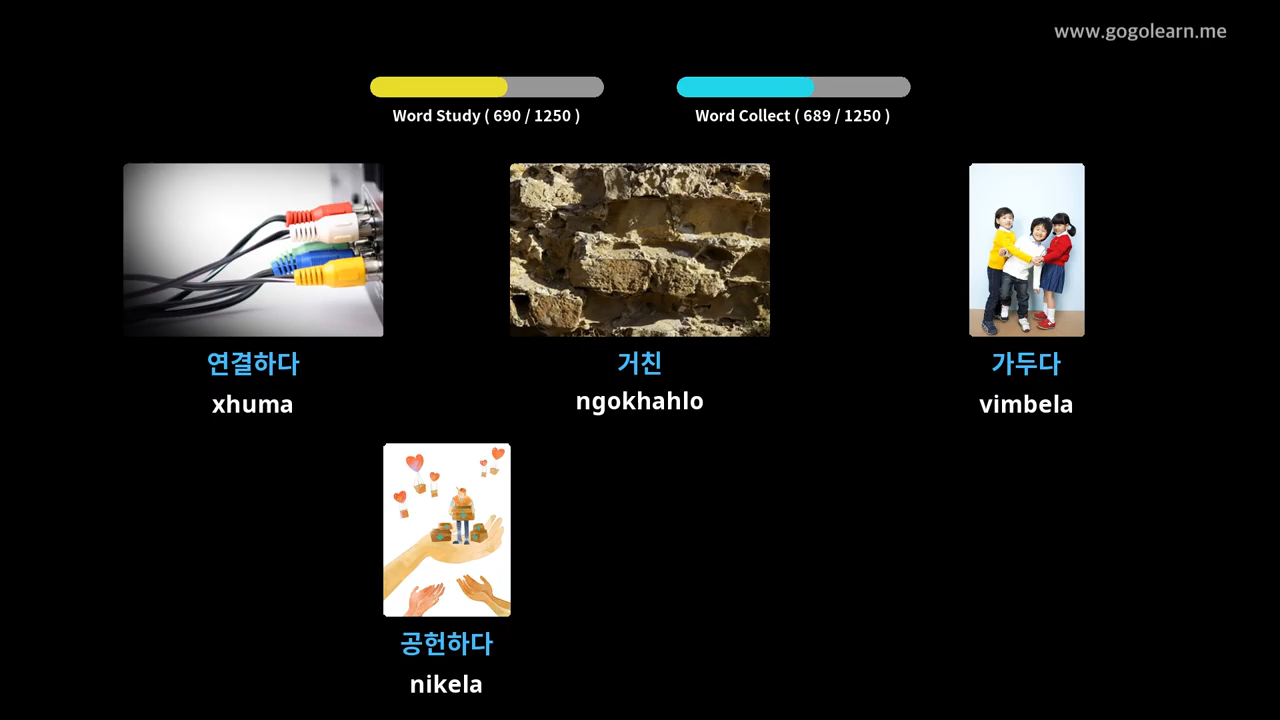 www.gogolearn.me
Word Study ( 690 / 1250 )
Word Collect ( 689 / 1250 )
연결하다
xhuma
거친
ngokhahlo
가두다
vimbela
공헌하다
nikela